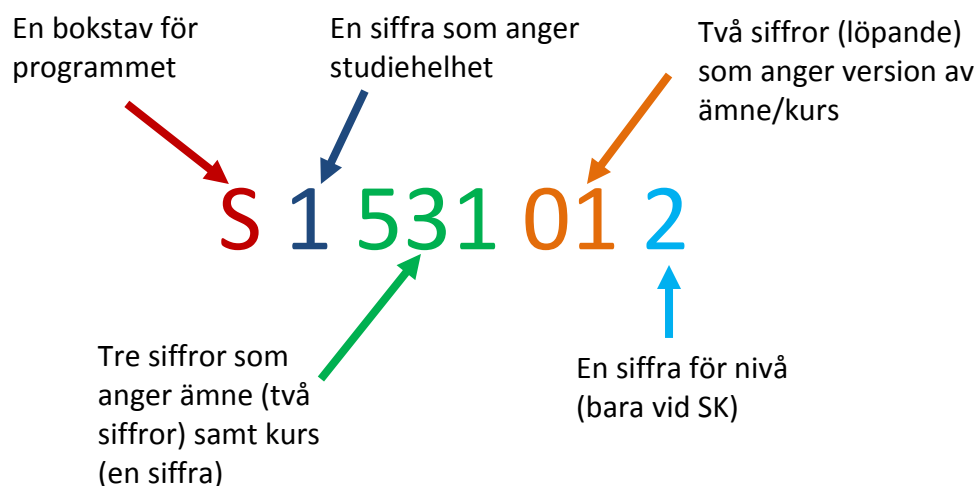 En bokstav för
programmet
En siffra som anger
studiehelhet
Två siffror (löpande)
som anger version av
ämne/kurs
S 1 531 01 2
Tre siffror som
anger ämne (två
siffror) samt kurs
(en siffra)
En siffra för nivå
(bara vid SK)